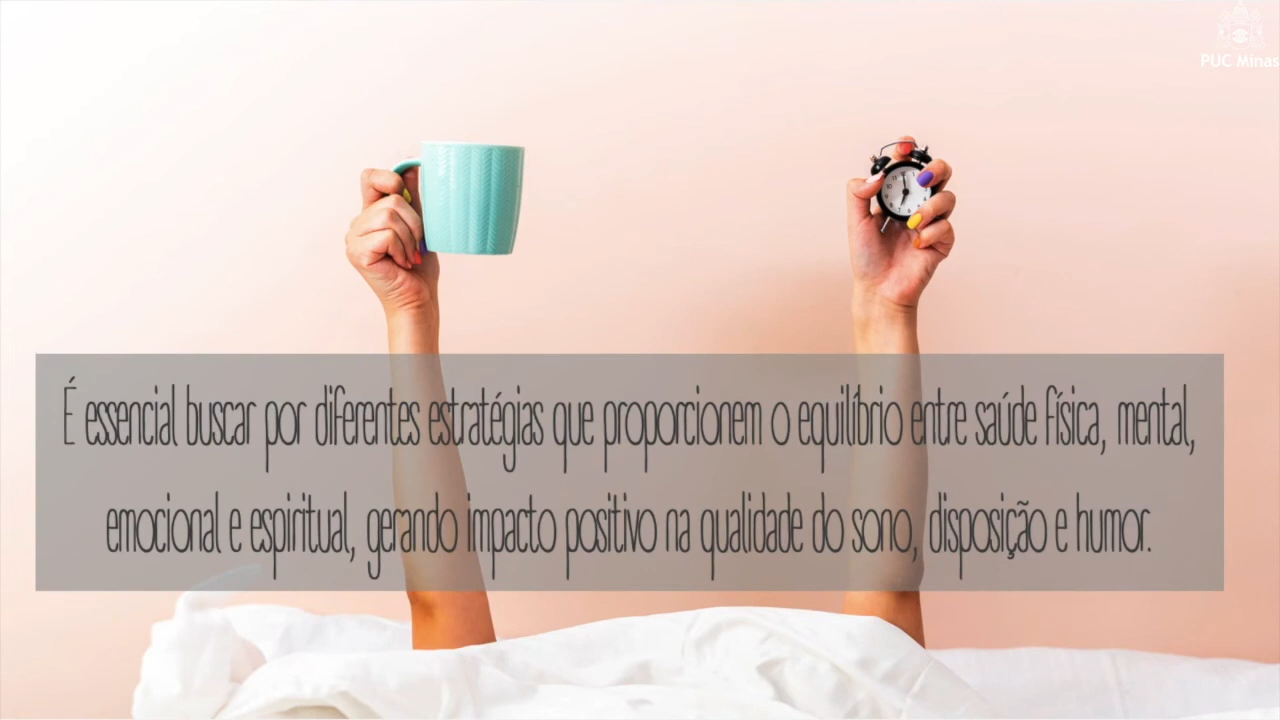 PUC Minas
É essencial buscar por diferentes estratégias que proporcionem o equilíbrio entre saúde física, mental,
emocional e espiritual, gerando impacto positivo na qualidade do sono, disposição e humor.